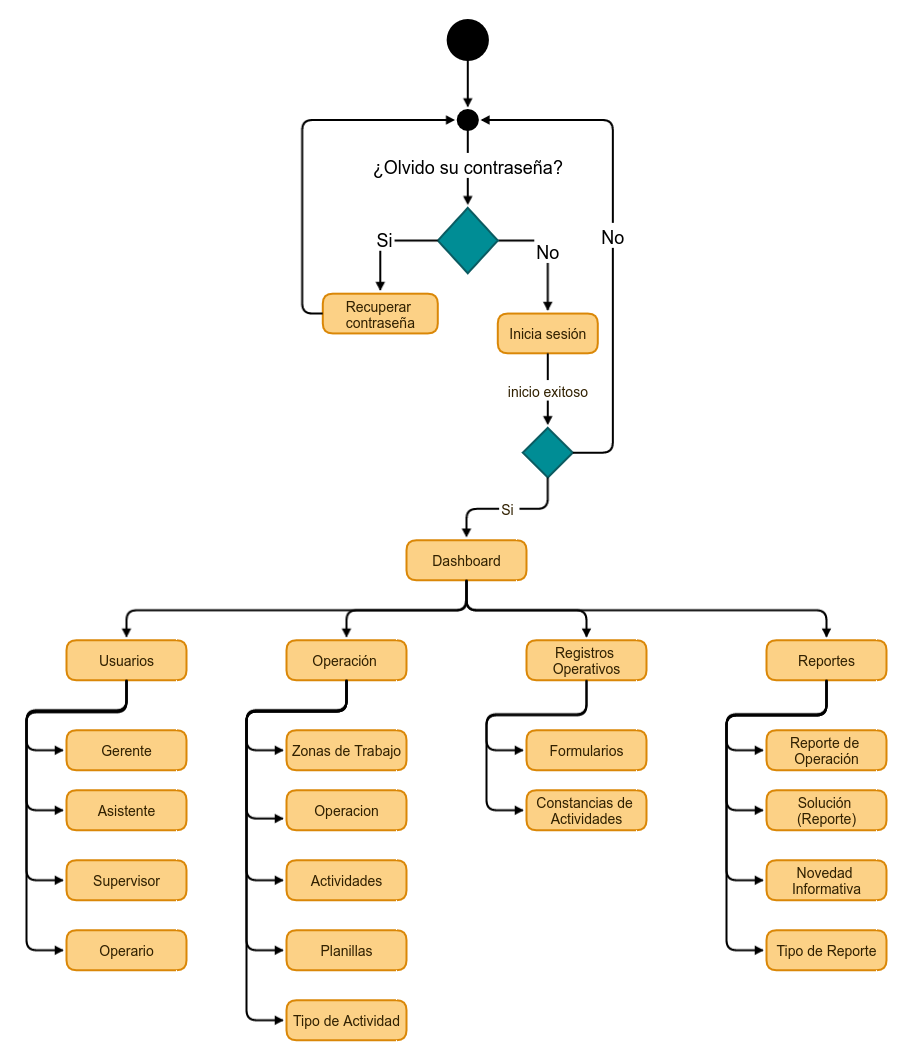 ¿Olvido su contraseña?
Si
No
No
Recuperar
contraseña
Inicia sesión
inicio exitoso
Si
Dashboard
Usuarios
Operación
Registros
Operativos
Reportes
Gerente
Zonas de Trabajo
Formularios
Reporte de
Operación
Asistente
Operacion
Constancias de
Actividades
Solución
(Reporte)
Supervisor
Actividades
Novedad
Informativa
Operario
Planillas
Tipo de Reporte
Tipo de Actividad